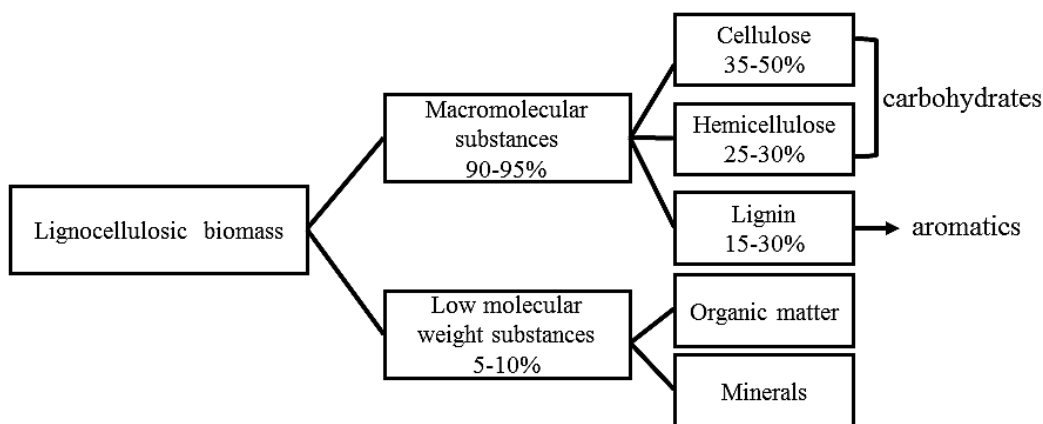 Lignocellulosic biomass
Macromolecular
substances
90-95%
Low molecular
weight substances
5-10%
Cellulose
35-50%
Hemicellulose
25-30%
Lignin
15-30%
Organic matter
Minerals
carbohydrates
aromatics